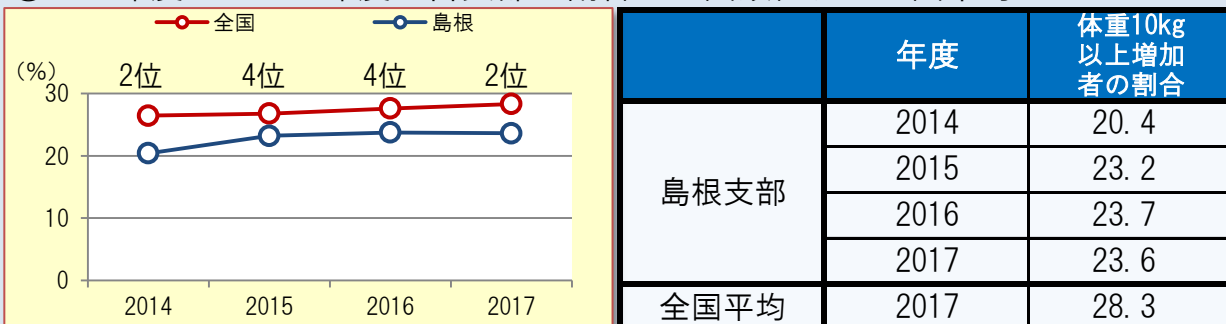 全国 島根
(%) 2位 4位 4位 2位
30
20
10
0
2014 2015 2016 2017
年度 体重10kg
以上増加
者の割合
島根支部
2014 20.4
2015 23.2
2016 23.7
2017 23.6
全国平均 2017 28.3